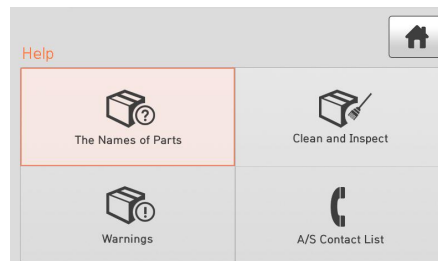 Help
The Names of Parts
Clean and Inspect
Warnings
A/S Contact List